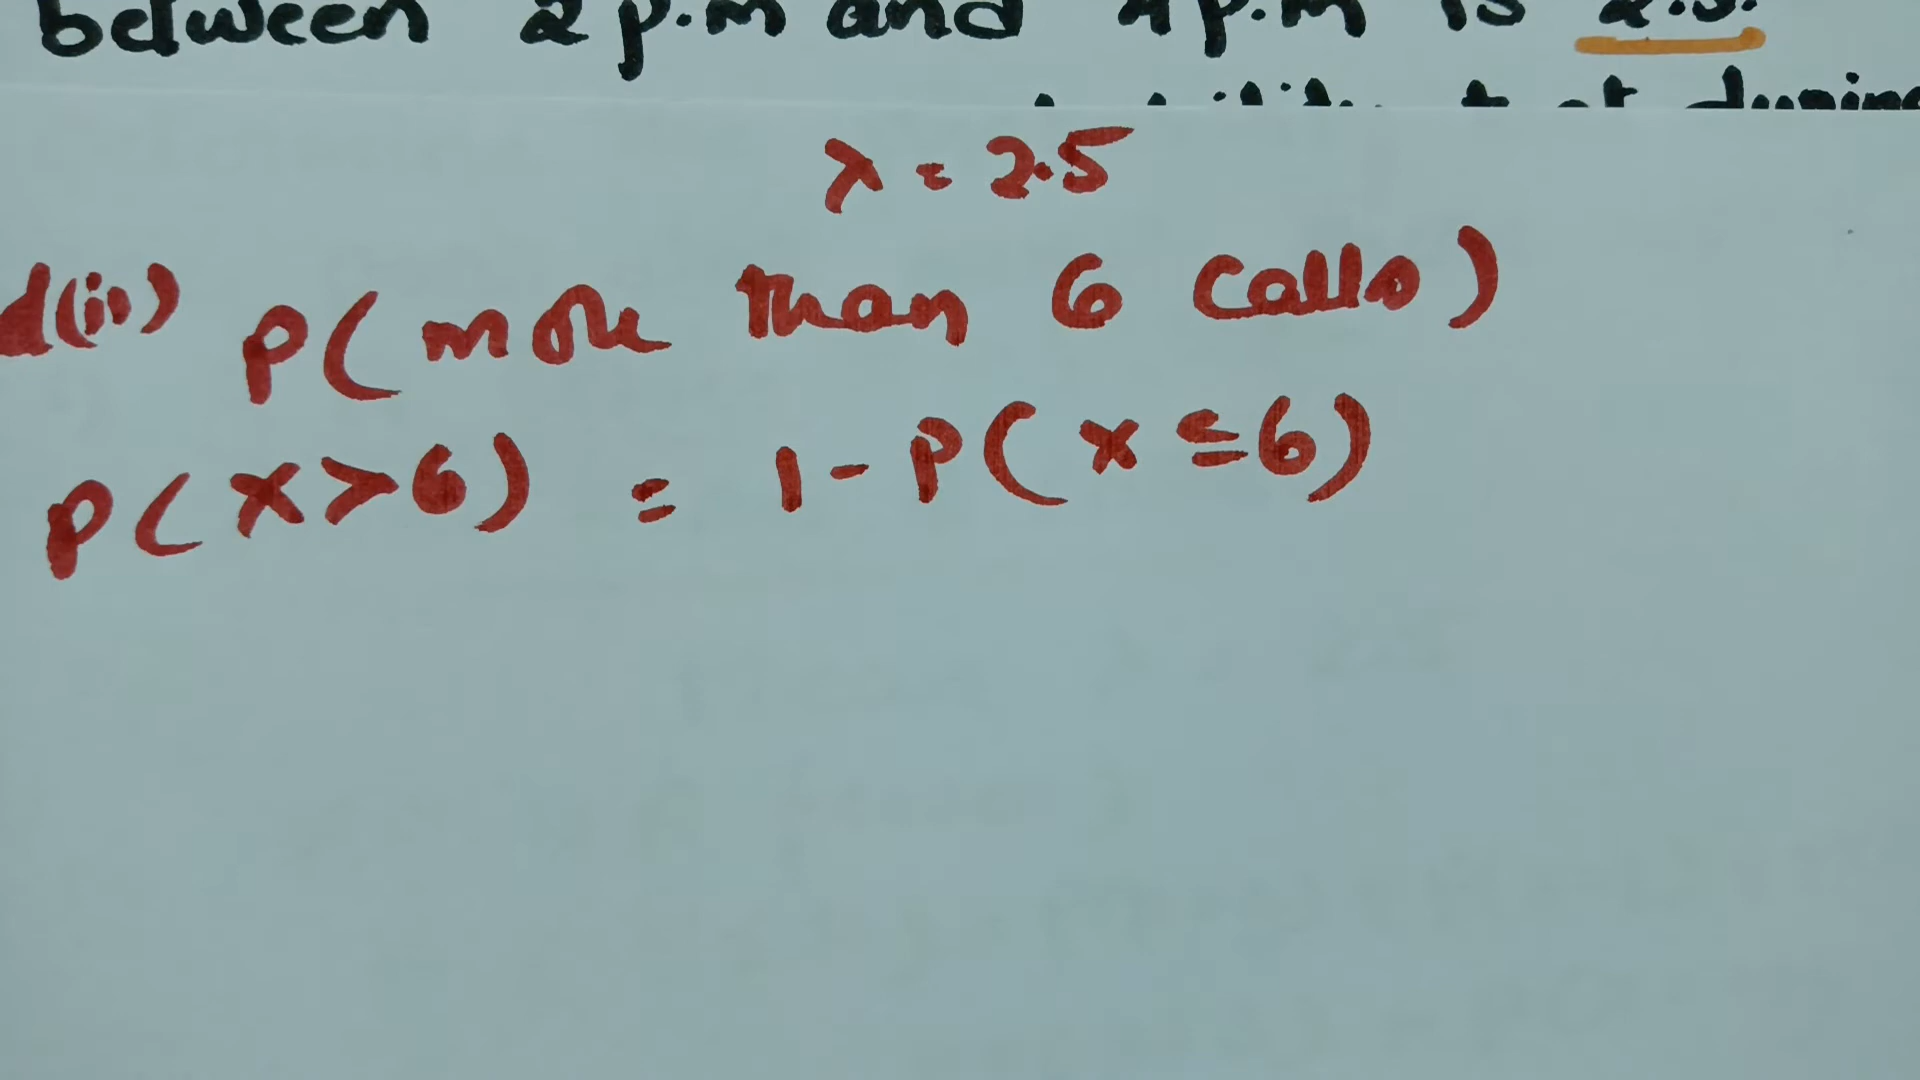 between 2 p.m and 4 p.m is 2.5.
λ = 2.5
d(ii) P( more than 6 calls )
P( x > 6 ) = 1 - P( x ≤ 6 )